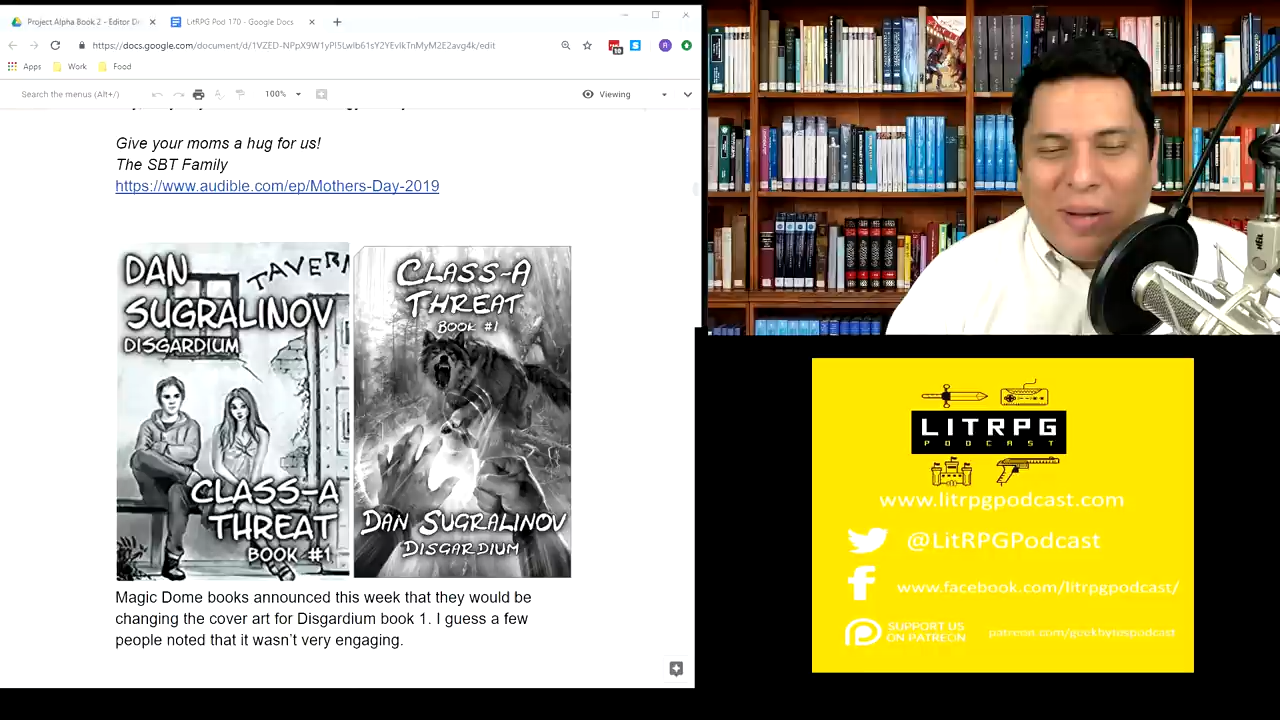 Project Alpha Book 2 - Editor Dr
LitRPG Pod 170 - Google Docs
https://docs.google.com/document/d/1VZED-NPpX9W1yPI5Lwlb61sY2YEvlkTnMyM2E2avg4k/edit
Apps
Work
Food
Search the menus (Alt+/)
100%
Viewing
Give your moms a hug for us!
The SBT Family
https://www.audible.com/ep/Mothers-Day-2019
TAVERN
DAN
SUGRALINOV
DISGARDIUM
CLASS-A
THREAT
BOOK #1
CLASS-A
THREAT
BOOK #1
DAN SUGRALINOV
DISGARDIUM
Magic Dome books announced this week that they would be
changing the cover art for Disgardium book 1. I guess a few
people noted that it wasn't very engaging.
LITRPG
PODCAST
www.litrpgpodcast.com
@LitRPGPodcast
www.facebook.com/litrpgpodcast/
SUPPORT US
ON PATREON
patreon.com/geekbytespodcast